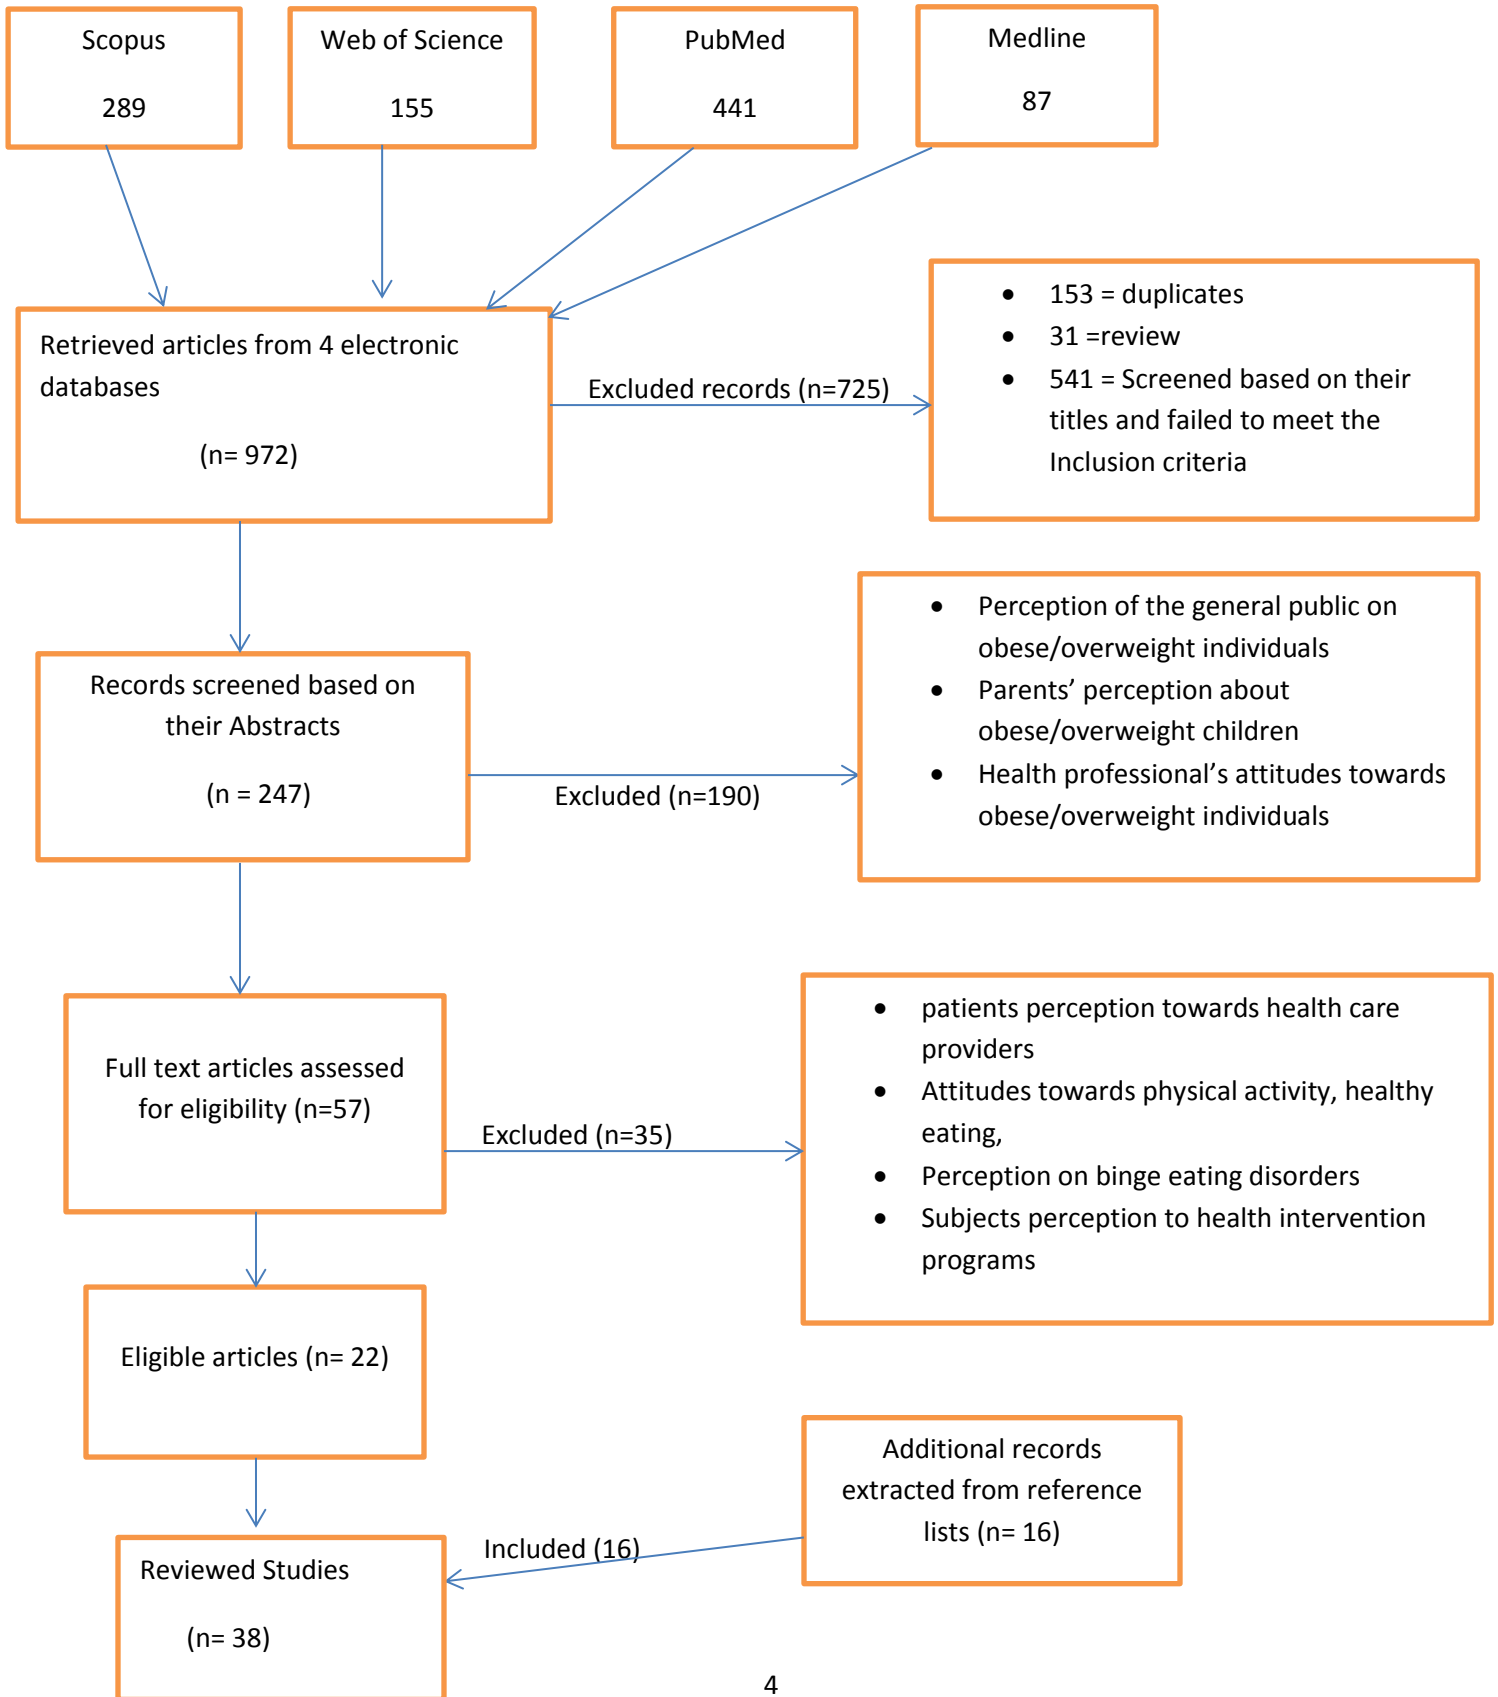 Scopus
289
Web of Science
155
PubMed
441
Medline
87
Retrieved articles from 4 electronic
databases
(n= 972)
Excluded records (n=725)
• 153 = duplicates
• 31 =review
• 541 = Screened based on their
titles and failed to meet the
Inclusion criteria
Records screened based on
their Abstracts
(n = 247)
Excluded (n=190)
• Perception of the general public on
obese/overweight individuals
• Parents’ perception about
obese/overweight children
• Health professional’s attitudes towards
obese/overweight individuals
Full text articles assessed
for eligibility (n=57)
Excluded (n=35)
• patients perception towards health care
providers
• Attitudes towards physical activity, healthy
eating,
• Perception on binge eating disorders
• Subjects perception to health intervention
programs
Eligible articles (n= 22)
Additional records
extracted from reference
lists (n= 16)
Included (16)
Reviewed Studies
(n= 38)
4